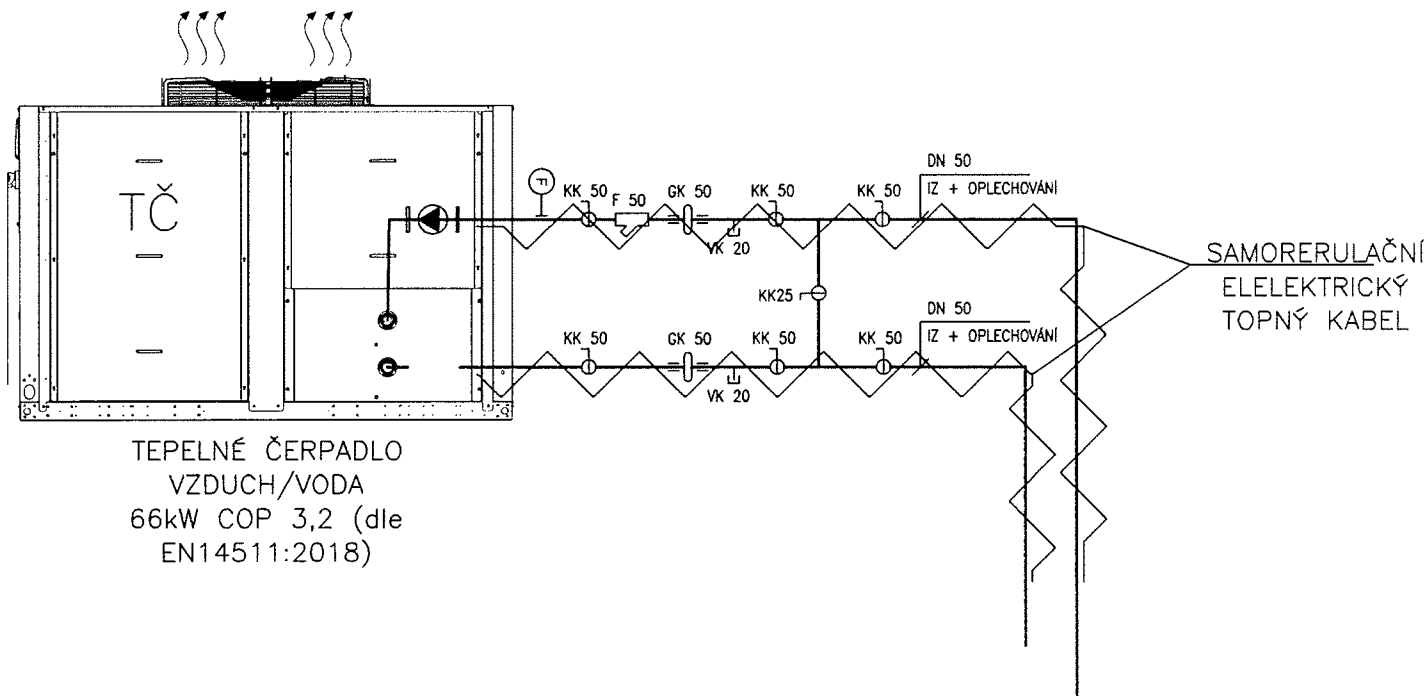 TČ
F
KK 50
F 50
GK 50
KK 50
KK 50
DN 50
IZ + OPLECHOVÁNÍ
VK 20
SAMORERULAČNÍ
ELELEKTRICKÝ
TOPNÝ KABEL
KK25
KK 50
GK 50
KK 50
KK 50
DN 50
IZ + OPLECHOVÁNÍ
VK 20
TEPELNÉ ČERPADLO
VZDUCH/VODA
66kW COP 3,2 (dle
EN14511:2018)